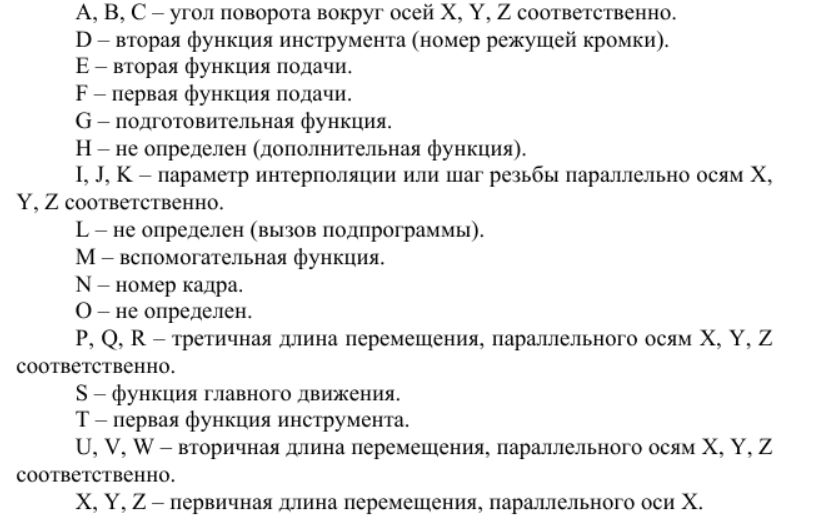 A, B, C – угол поворота вокруг осей X, Y, Z соответственно.
D – вторая функция инструмента (номер режущей кромки).
E – вторая функция подачи.
F – первая функция подачи.
G – подготовительная функция.
H – не определен (дополнительная функция).
I, J, K – параметр интерполяции или шаг резьбы параллельно осям X,
Y, Z соответственно.
L – не определен (вызов подпрограммы).
M – вспомогательная функция.
N – номер кадра.
O – не определен.
P, Q, R – третичная длина перемещения, параллельного осям X, Y, Z
соответственно.
S – функция главного движения.
T – первая функция инструмента.
U, V, W – вторичная длина перемещения, параллельного осям X, Y, Z
соответственно.
X, Y, Z – первичная длина перемещения, параллельного оси X.